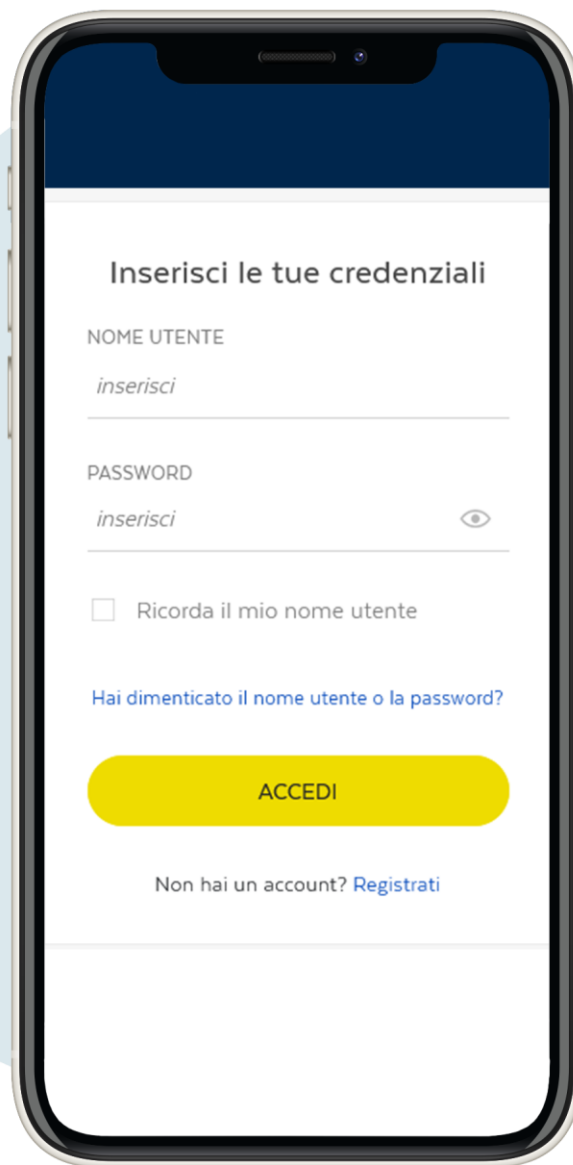 Inserisci le tue credenziali
NOME UTENTE
inserisci
PASSWORD
inserisci
Ricorda il mio nome utente
Hai dimenticato il nome utente o la password?
ACCEDI
Non hai un account? Registrati